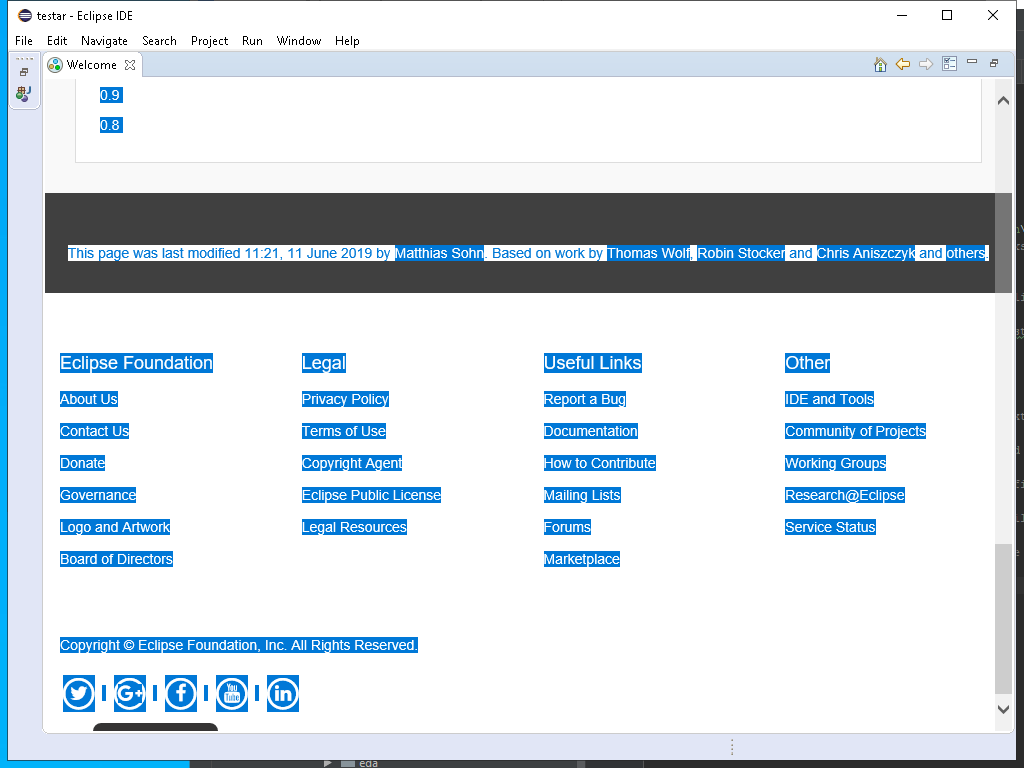 testar - Eclipse IDE
File Edit Navigate Search Project Run Window Help
Welcome
0.9
0.8
This page was last modified 11:21, 11 June 2019 by Matthias Sohn. Based on work by Thomas Wolf, Robin Stocker and Chris Aniszczyk and others.
Eclipse Foundation
About Us
Contact Us
Donate
Governance
Logo and Artwork
Board of Directors
Legal
Privacy Policy
Terms of Use
Copyright Agent
Eclipse Public License
Legal Resources
Useful Links
Report a Bug
Documentation
How to Contribute
Mailing Lists
Forums
Marketplace
Other
IDE and Tools
Community of Projects
Working Groups
Research@Eclipse
Service Status
Copyright © Eclipse Foundation, Inc. All Rights Reserved.
G+ f You Tube in
eda